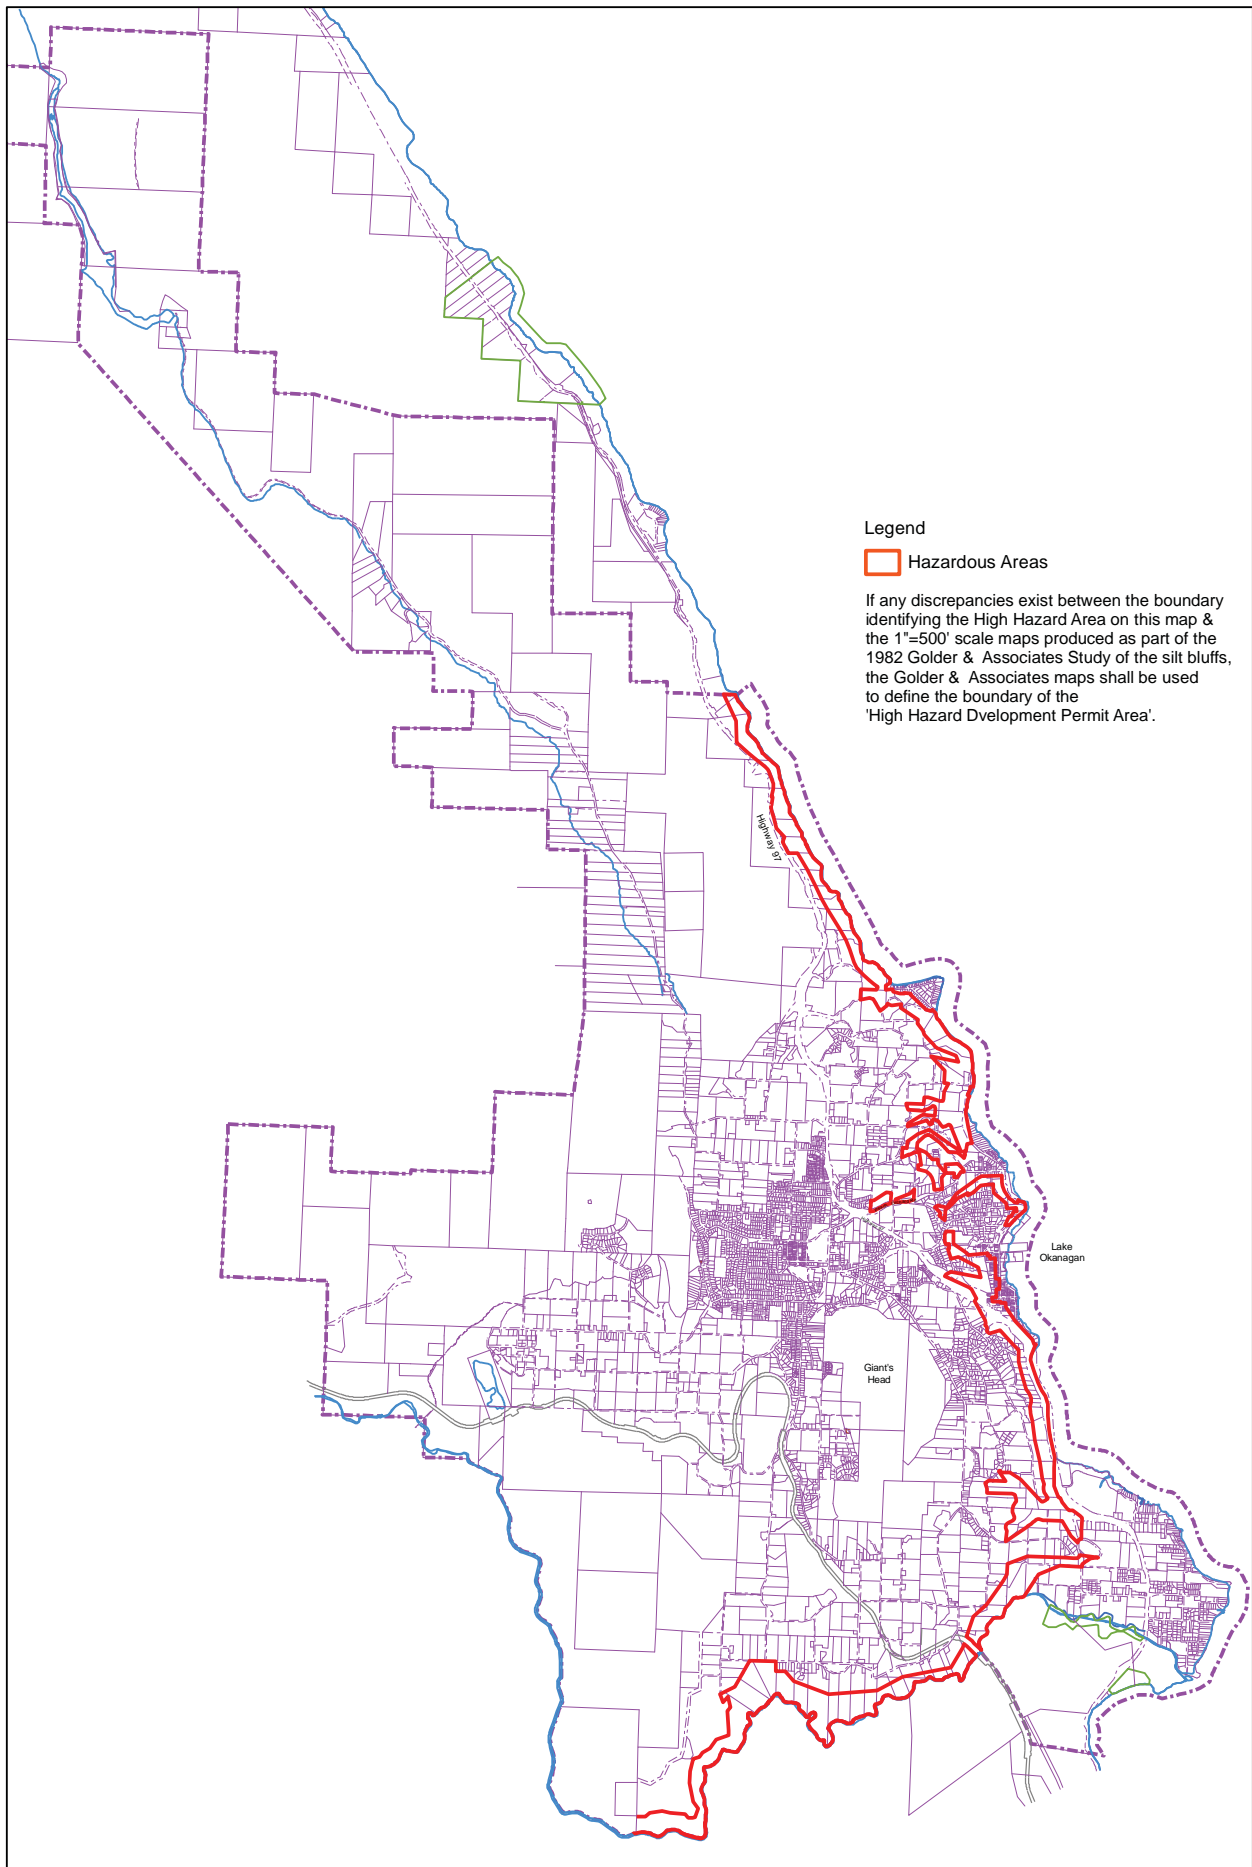 Legend
Hazardous Areas
If any discrepancies exist between the boundary
identifying the High Hazard Area on this map &
the 1"=500' scale maps produced as part of the
1982 Golder & Associates Study of the silt bluffs,
the Golder & Associates maps shall be used
to define the boundary of the
'High Hazard Dvelopment Permit Area'.
Highway 97
Lake
Okanagan
Giant's
Head